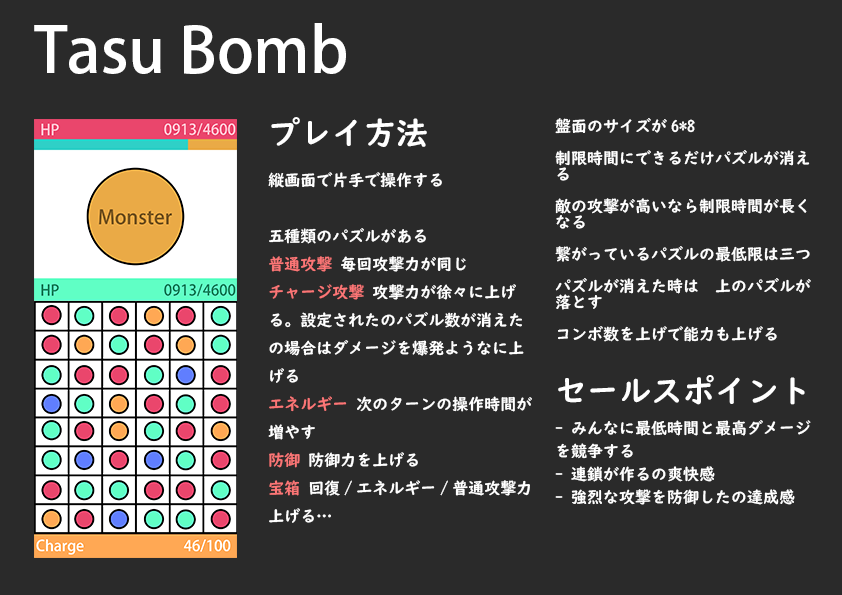 Tasu Bomb
HP 0913/4600
Monster
HP 0913/4600
Charge 46/100
プレイ方法
縦画面で片手で操作する
五種類のパズルがある
普通攻撃 毎回攻撃力が同じ
チャージ攻撃 攻撃力が徐々に上げ
る。設定されたのパズル数が消えた
の場合はダメージを爆発ようなに上
げる
エネルギー 次のターンの操作時間が
増やす
防御 防御力を上げる
宝箱 回復 / エネルギー / 普通攻撃力
上げる…
盤面のサイズが 6*8
制限時間にできるだけパズルが消え
る
敵の攻撃が高いなら制限時間が長く
なる
繋がっているパズルの最低限は三つ
パズルが消えた時は　上のパズルが
落とす
コンボ数を上げで能力も上げる
セールスポイント
- みんなに最低時間と最高ダメージ
を競争する
- 連鎖が作るの爽快感
- 強烈な攻撃を防御したの達成感